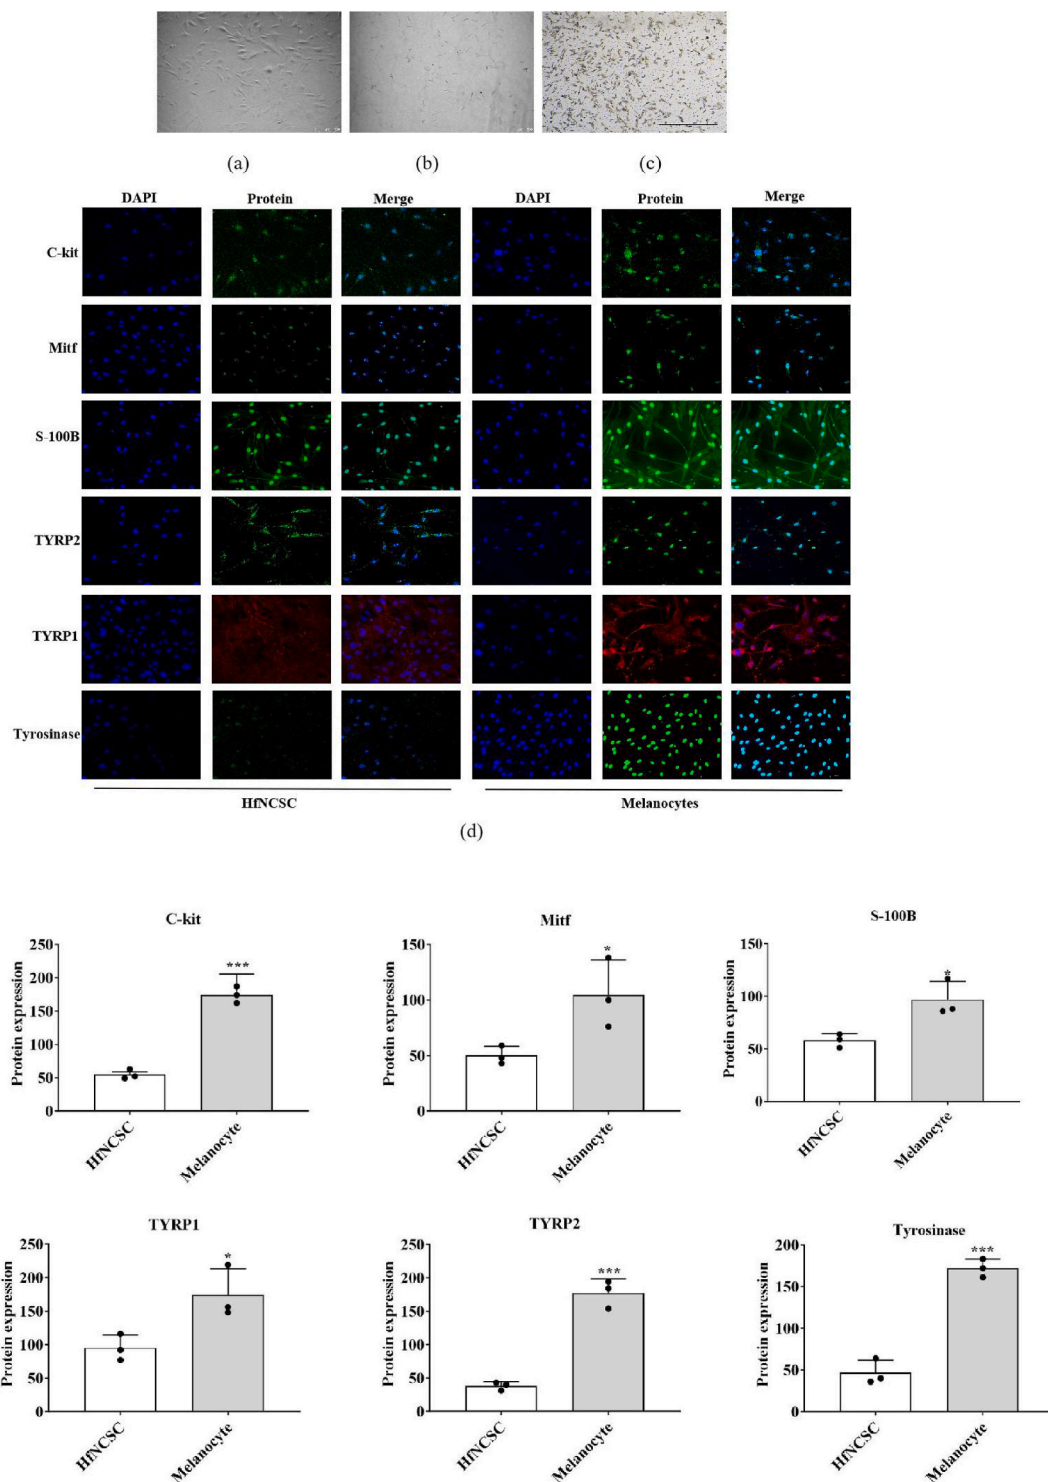 (a) (b) (c)
DAPI Protein Merge DAPI Protein Merge
C-kit
Mitf
S-100B
TYRP2
TYRP1
Tyrosinase
HfNCSC Melanocytes
(d)
C-kit
Protein expression
250
200
150
100
50
0
***
HfNCSC
Melanocyte
Mitf
Protein expression
150
100
50
0
*
HfNCSC
Melanocyte
S-100B
Protein expression
150
100
50
0
*
HfNCSC
Melanocyte
TYRP1
Protein expression
250
200
150
100
50
0
*
HfNCSC
Melanocyte
TYRP2
Protein expression
250
200
150
100
50
0
***
HfNCSC
Melanocyte
Tyrosinase
Protein expression
200
150
100
50
0
***
HfNCSC
Melanocyte